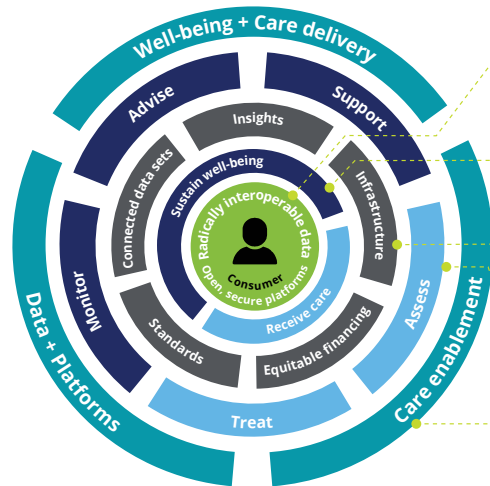 Well-being + Care delivery
Advise
Support
Insights
Connected data sets
Infrastructure
Sustain well-being
Radically interoperable data
Consumer
Open, secure platforms
Receive care
Monitor
Assess
Standards
Equitable financing
Treat
Data + Platforms
Care enablement